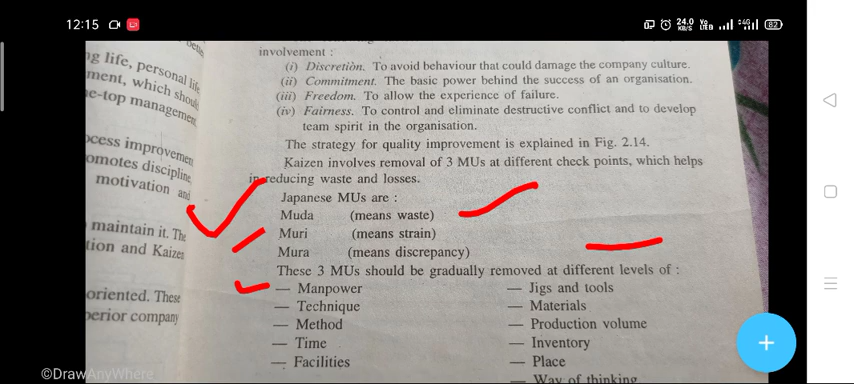 12:15
24.0
KB/S
Vo
LTE
4G
82
ng life, personal life
ment, which should
e-top management
ocess improvemen
omotes discipline
motivation and
maintain it. The
tion and Kaizen
oriented. These
perior company
involvement :
(i) Discretion. To avoid behaviour that could damage the company culture.
(ii) Commitment. The basic power behind the success of an organisation.
(iii) Freedom. To allow the experience of failure.
(iv) Fairness. To control and eliminate destructive conflict and to develop
team spirit in the organisation.
The strategy for quality improvement is explained in Fig. 2.14.
Kaizen involves removal of 3 MUs at different check points, which helps
in reducing waste and losses.
Japanese MUs are :
Muda (means waste)
Muri (means strain)
Mura (means discrepancy)
These 3 MUs should be gradually removed at different levels of :
— Manpower — Jigs and tools
— Technique — Materials
— Method — Production volume
— Time — Inventory
— Facilities — Place
— Way of thinking
©DrawAnyWhere